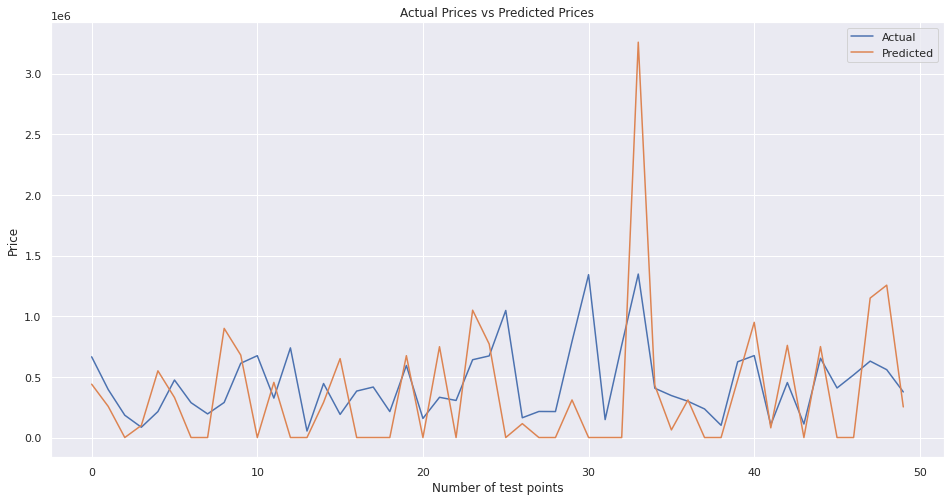 Actual Prices vs Predicted Prices
1e6
Actual
Predicted
3.0
2.5
2.0
1.5
1.0
0.5
0.0
Price
0 10 20 30 40 50
Number of test points